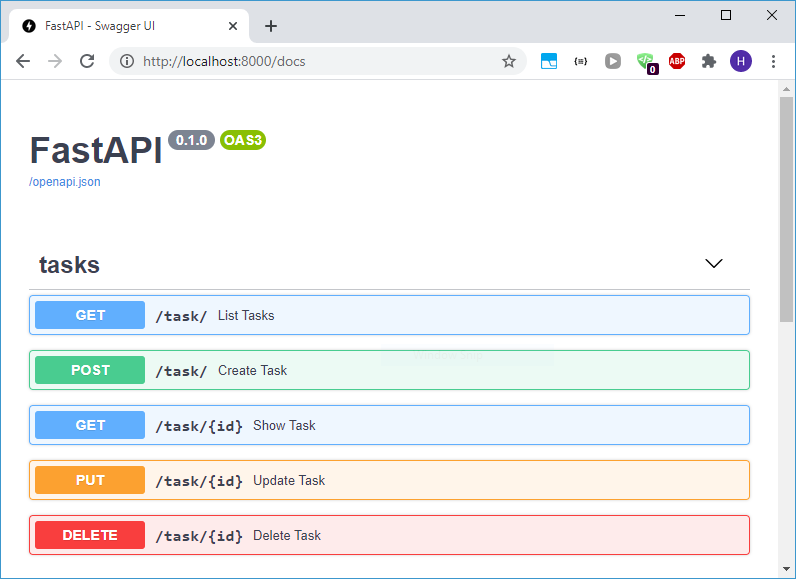 FastAPI - Swagger UI
http://localhost:8000/docs
0
ABP
H
FastAPI 0.1.0 OAS3
/openapi.json
tasks
GET /task/ List Tasks
POST /task/ Create Task
GET /task/{id} Show Task
PUT /task/{id} Update Task
DELETE /task/{id} Delete Task